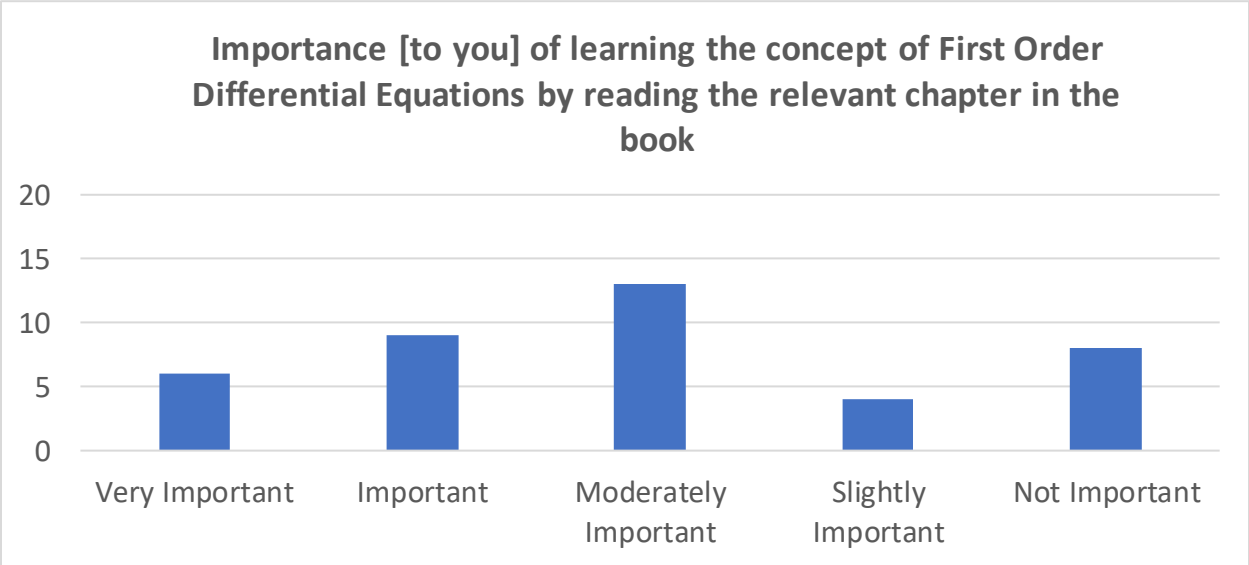 Importance [to you] of learning the concept of First Order
Differential Equations by reading the relevant chapter in the
book
20
15
10
5
0
Very Important
Important
Moderately
Important
Slightly
Important
Not Important